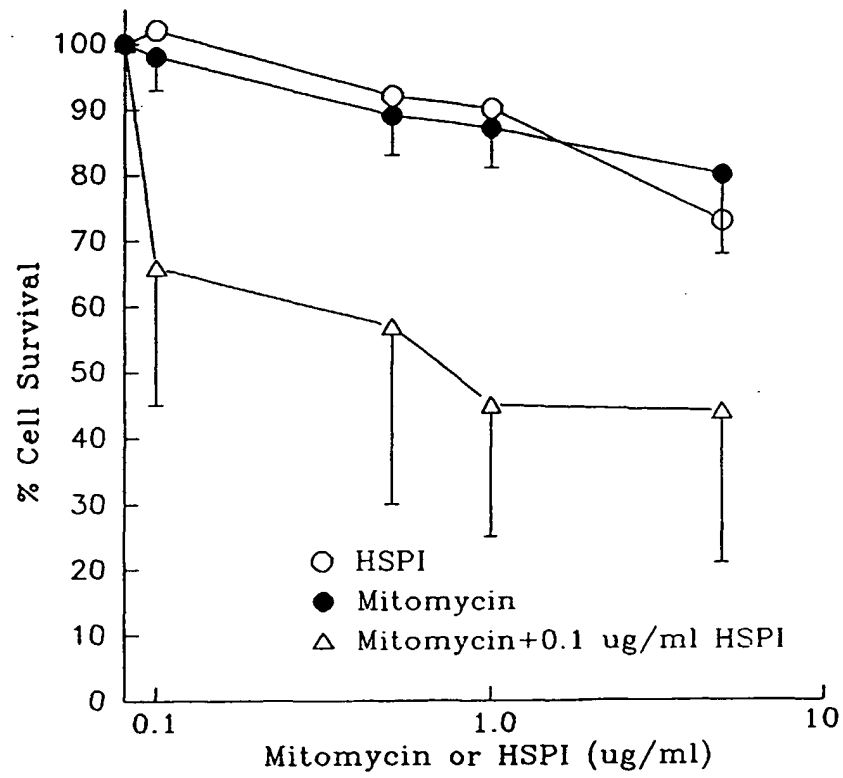 % Cell Survival
100
90
80
70
60
50
40
30
20
10
0
HSPI
Mitomycin
Mitomycin+0.1 ug/ml HSPI
0.1 1.0 10
Mitomycin or HSPI (ug/ml)